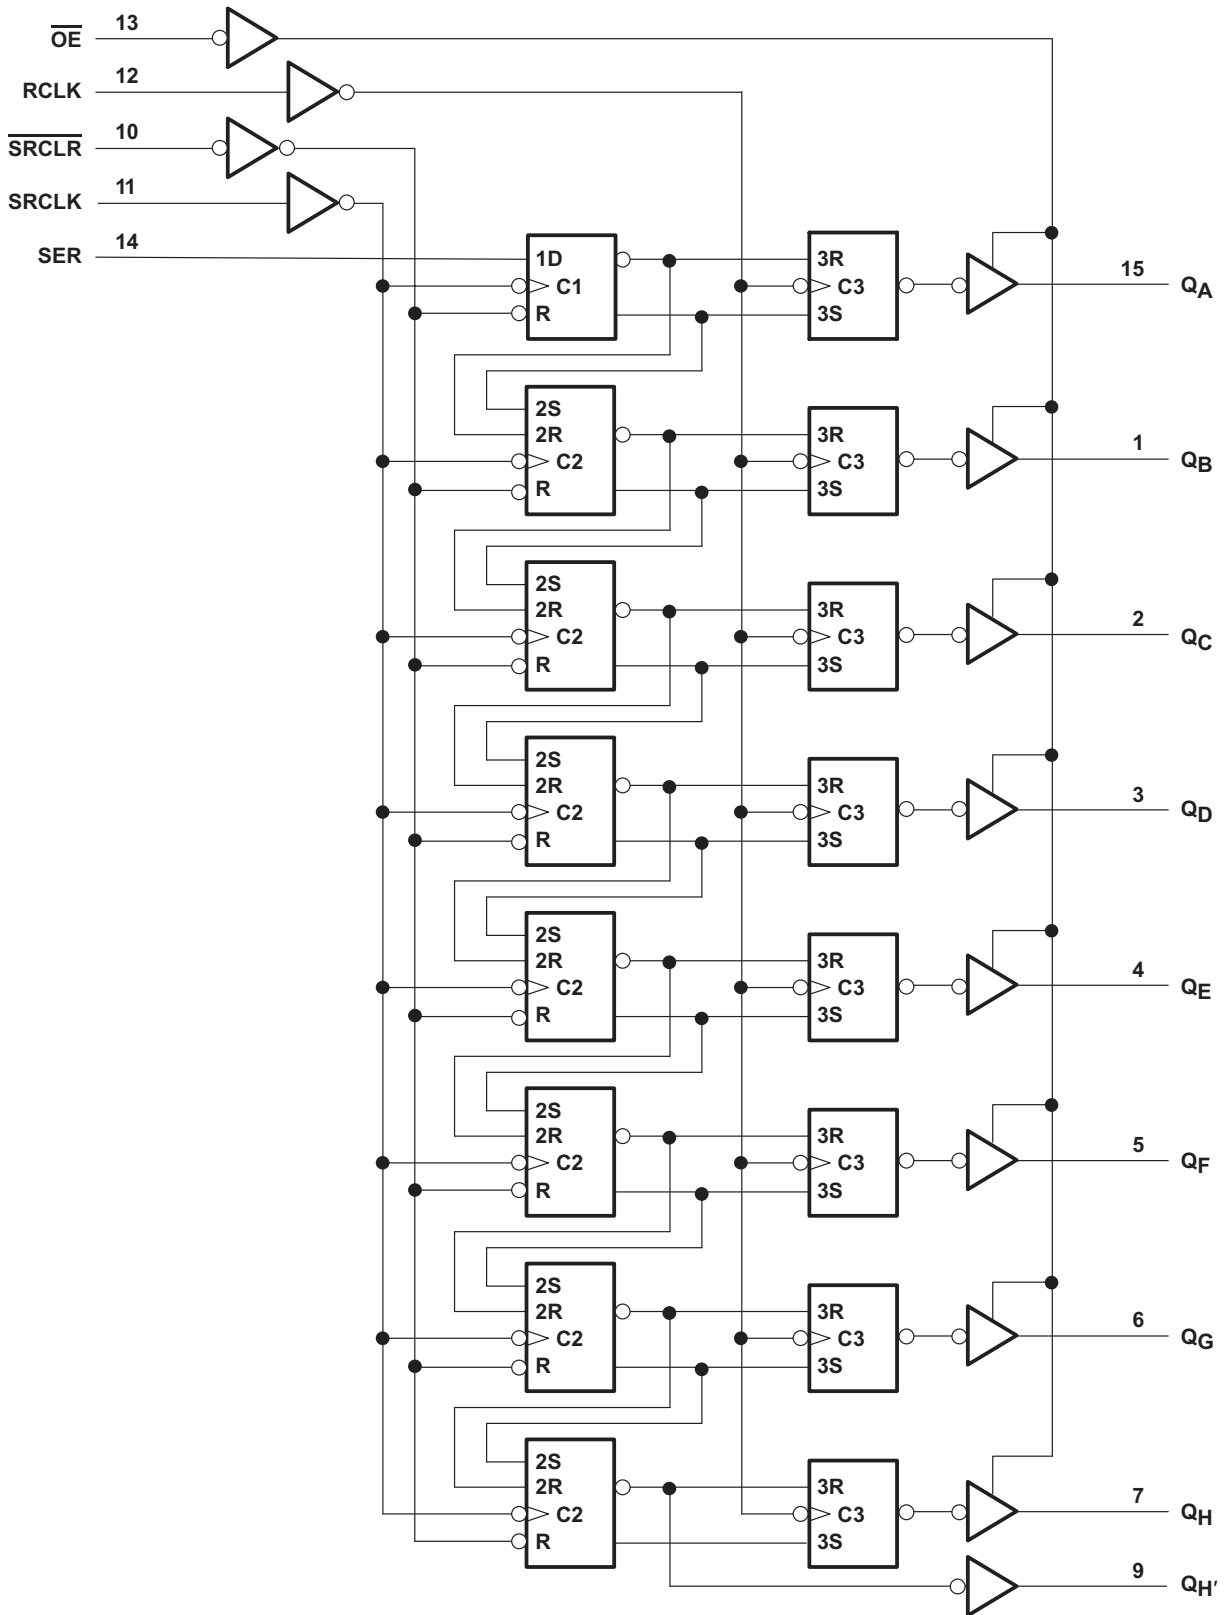 OE 13
RCLK 12
SRCLR 10
SRCLK 11
SER 14
1D
C1
R
3R
C3
3S
15 QA
2S
2R
C2
R
3R
C3
3S
1 QB
2S
2R
C2
R
3R
C3
3S
2 QC
2S
2R
C2
R
3R
C3
3S
3 QD
2S
2R
C2
R
3R
C3
3S
4 QE
2S
2R
C2
R
3R
C3
3S
5 QF
2S
2R
C2
R
3R
C3
3S
6 QG
2S
2R
C2
R
3R
C3
3S
7 QH
9 QH′